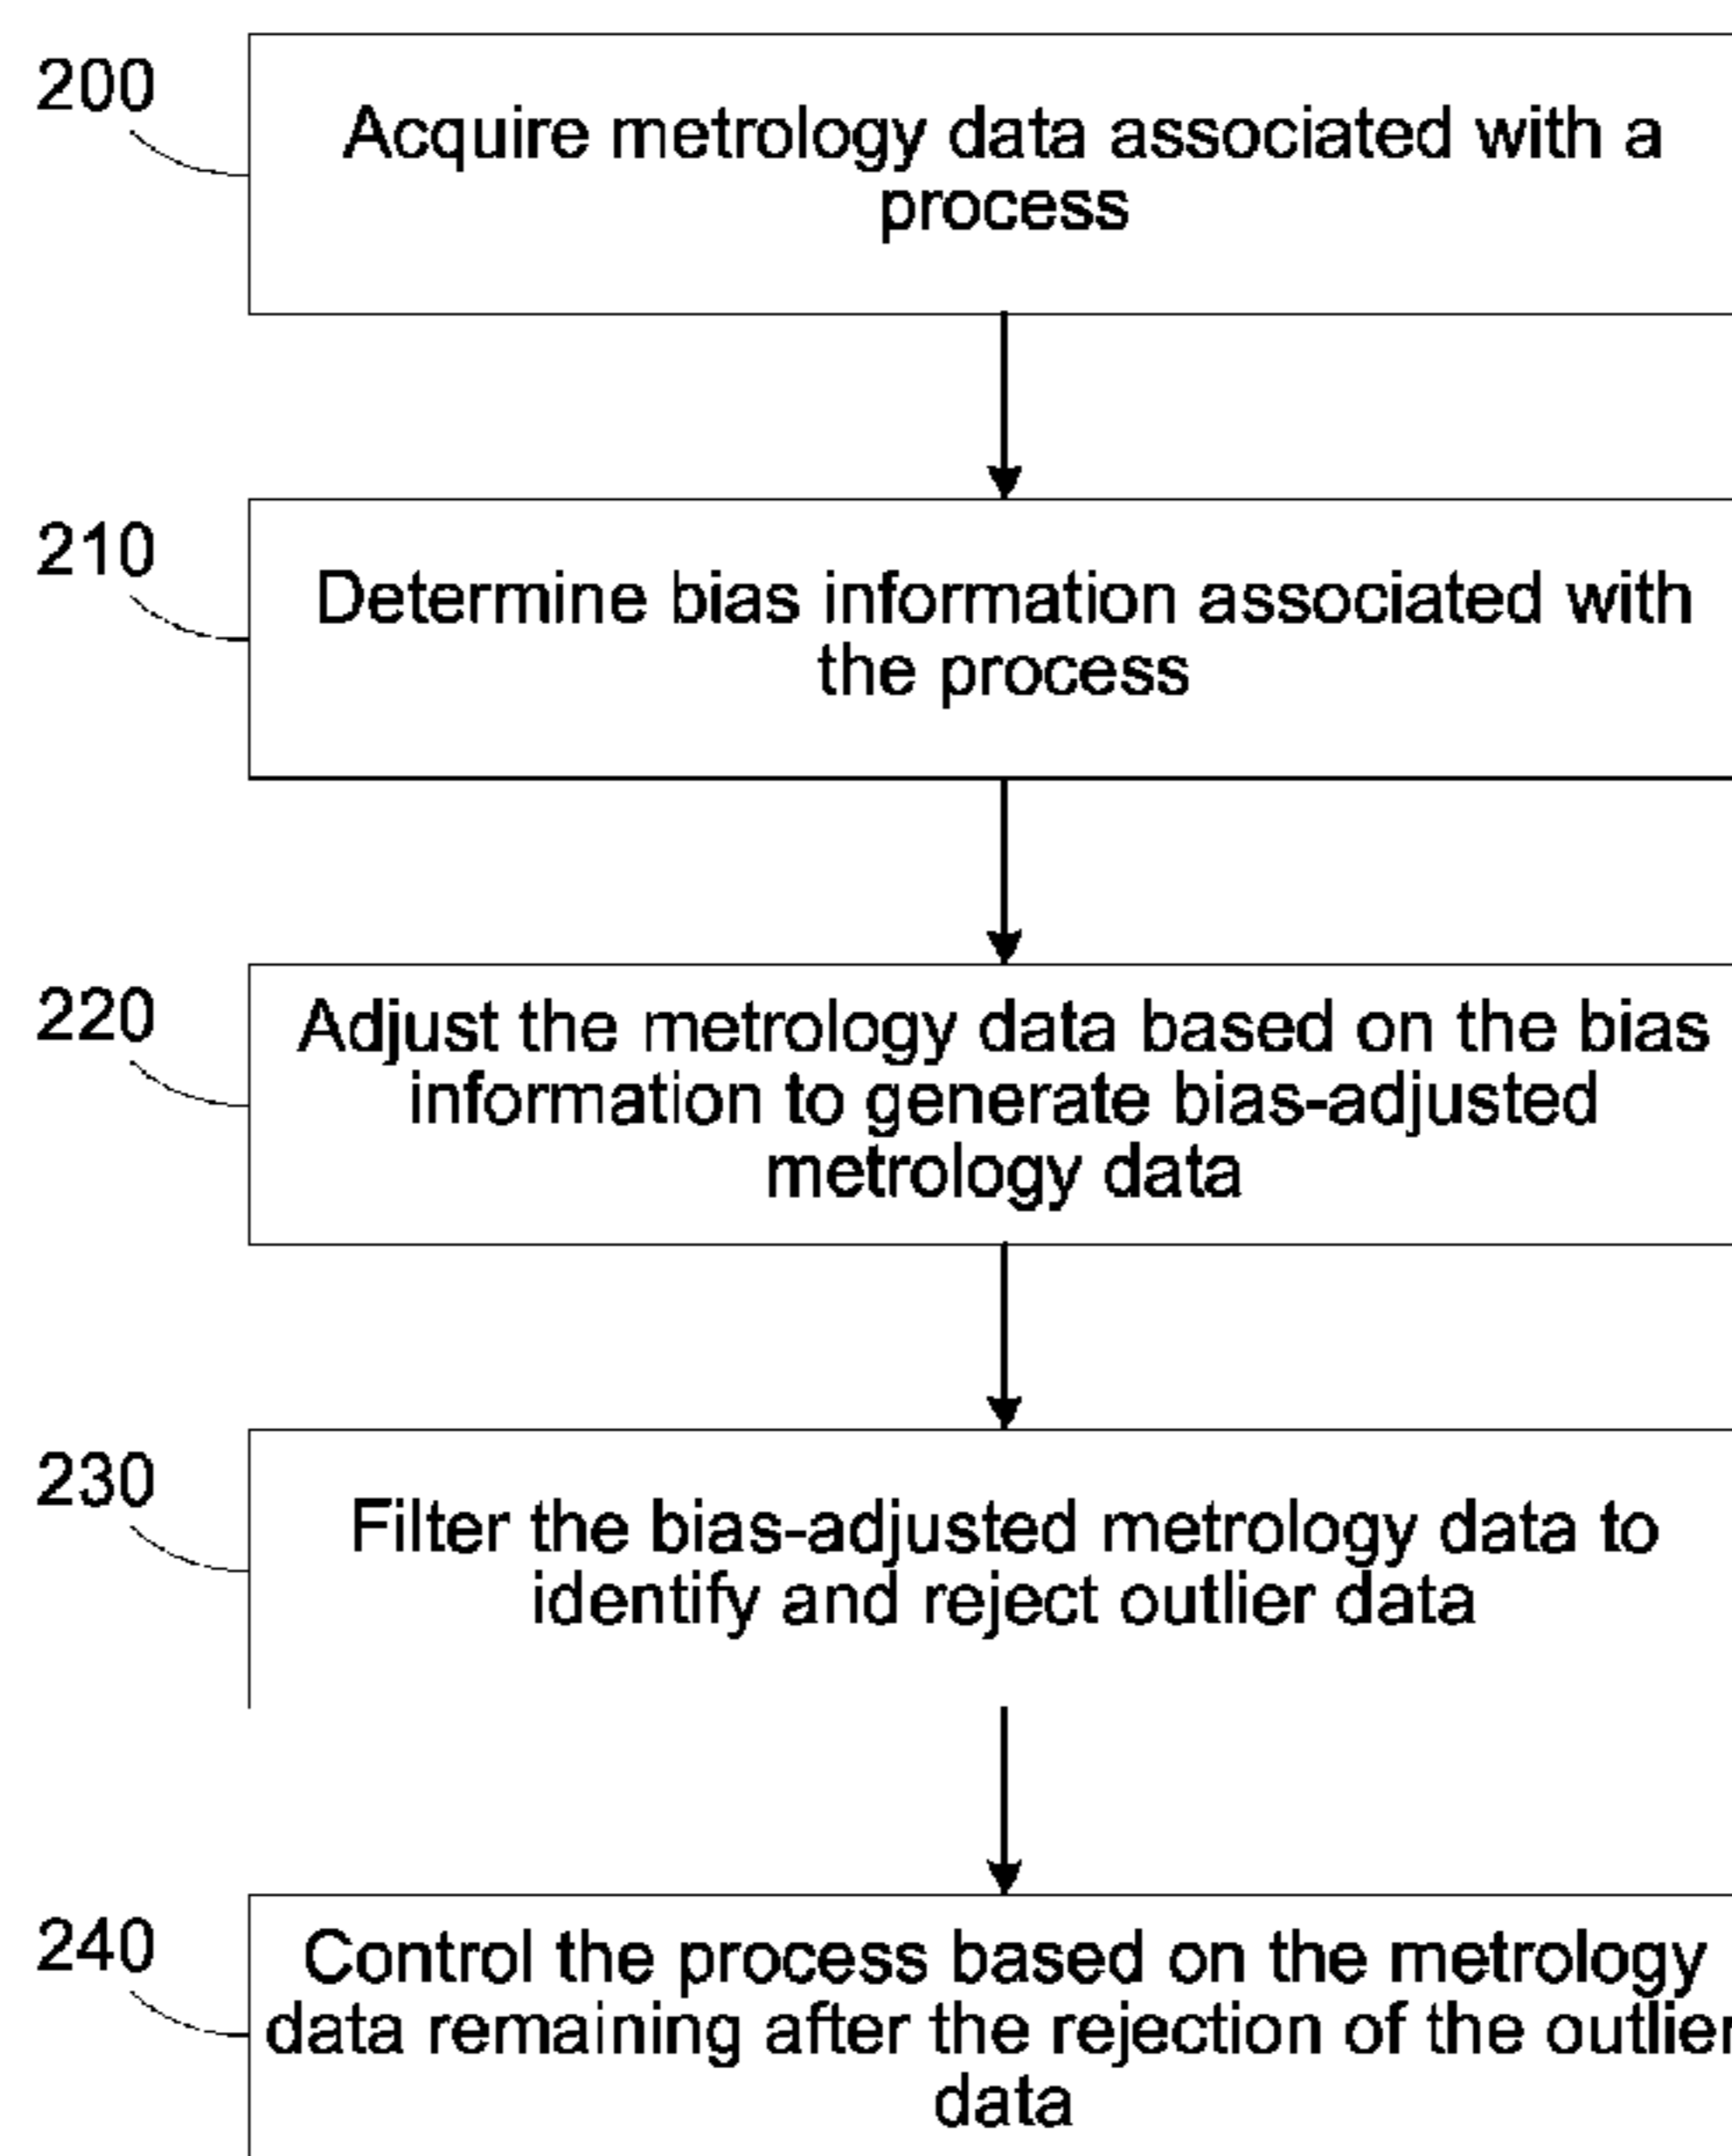 200
Acquire metrology data associated with a
process
210
Determine bias information associated with
the process
220
Adjust the metrology data based on the bias
information to generate bias-adjusted
metrology data
230
Filter the bias-adjusted metrology data to
identify and reject outlier data
240
Control the process based on the metrology
data remaining after the rejection of the outlier
data